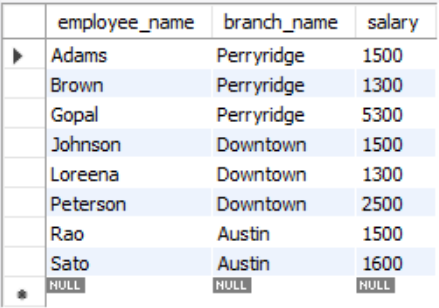 employee_name branch_name salary
Adams Perryridge 1500
Brown Perryridge 1300
Gopal Perryridge 5300
Johnson Downtown 1500
Loreena Downtown 1300
Peterson Downtown 2500
Rao Austin 1500
Sato Austin 1600
NULL NULL NULL